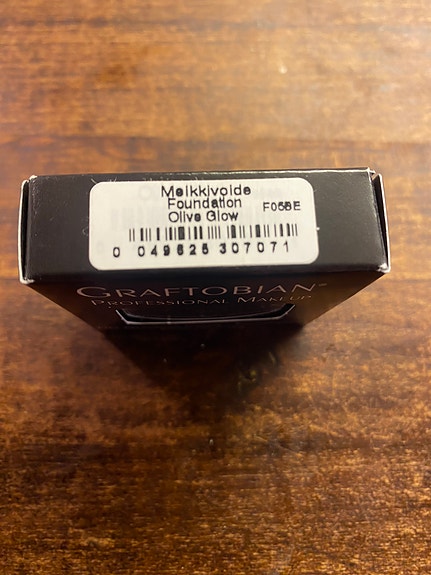 Meikkivoide
Foundation
Olive Glow
F05BE
0 049625 307071
GRAFTOBIAN®
PROFESSIONAL MAKEUP